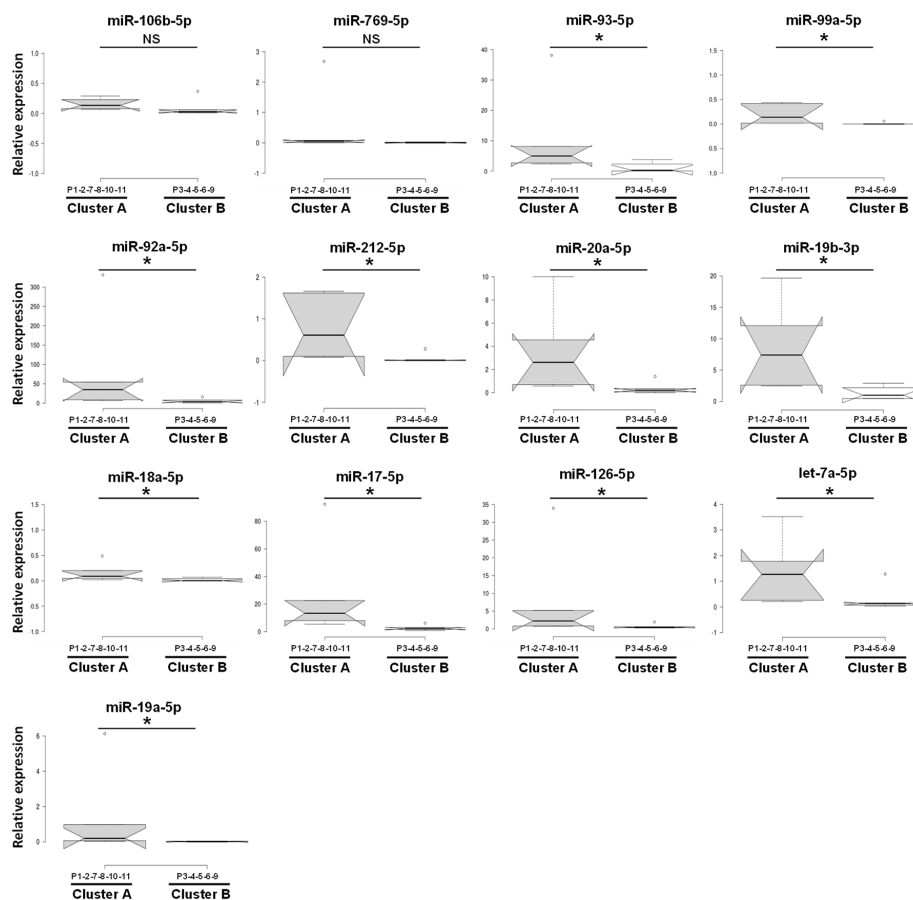 miR-106b-5p
NS
Relative expression
1.0
0.5
0.0
-0.5
-1.0
P1-2-7-8-10-11
P3-4-5-6-9
Cluster A
Cluster B
miR-769-5p
NS
3
2
1
0
-1
P1-2-7-8-10-11
P3-4-5-6-9
Cluster A
Cluster B
miR-93-5p
*
40
30
20
10
0
P1-2-7-8-10-11
P3-4-5-6-9
Cluster A
Cluster B
miR-99a-5p
*
1.5
1.0
0.5
0.0
-0.5
-1.0
P1-2-7-8-10-11
P3-4-5-6-9
Cluster A
Cluster B
miR-92a-5p
*
Relative expression
300
250
200
150
100
50
0
P1-2-7-8-10-11
P3-4-5-6-9
Cluster A
Cluster B
miR-212-5p
*
2
1
0
-1
P1-2-7-8-10-11
P3-4-5-6-9
Cluster A
Cluster B
miR-20a-5p
*
10
8
6
4
2
0
P1-2-7-8-10-11
P3-4-5-6-9
Cluster A
Cluster B
miR-19b-3p
*
20
15
10
5
0
P1-2-7-8-10-11
P3-4-5-6-9
Cluster A
Cluster B
miR-18a-5p
*
Relative expression
1.5
1.0
0.5
0.0
-0.5
-1.0
P1-2-7-8-10-11
P3-4-5-6-9
Cluster A
Cluster B
miR-17-5p
*
80
60
40
20
0
P1-2-7-8-10-11
P3-4-5-6-9
Cluster A
Cluster B
miR-126-5p
*
35
30
25
20
15
10
5
0
P1-2-7-8-10-11
P3-4-5-6-9
Cluster A
Cluster B
let-7a-5p
*
4
3
2
1
0
-1
P1-2-7-8-10-11
P3-4-5-6-9
Cluster A
Cluster B
miR-19a-5p
*
Relative expression
6
4
2
0
P1-2-7-8-10-11
P3-4-5-6-9
Cluster A
Cluster B